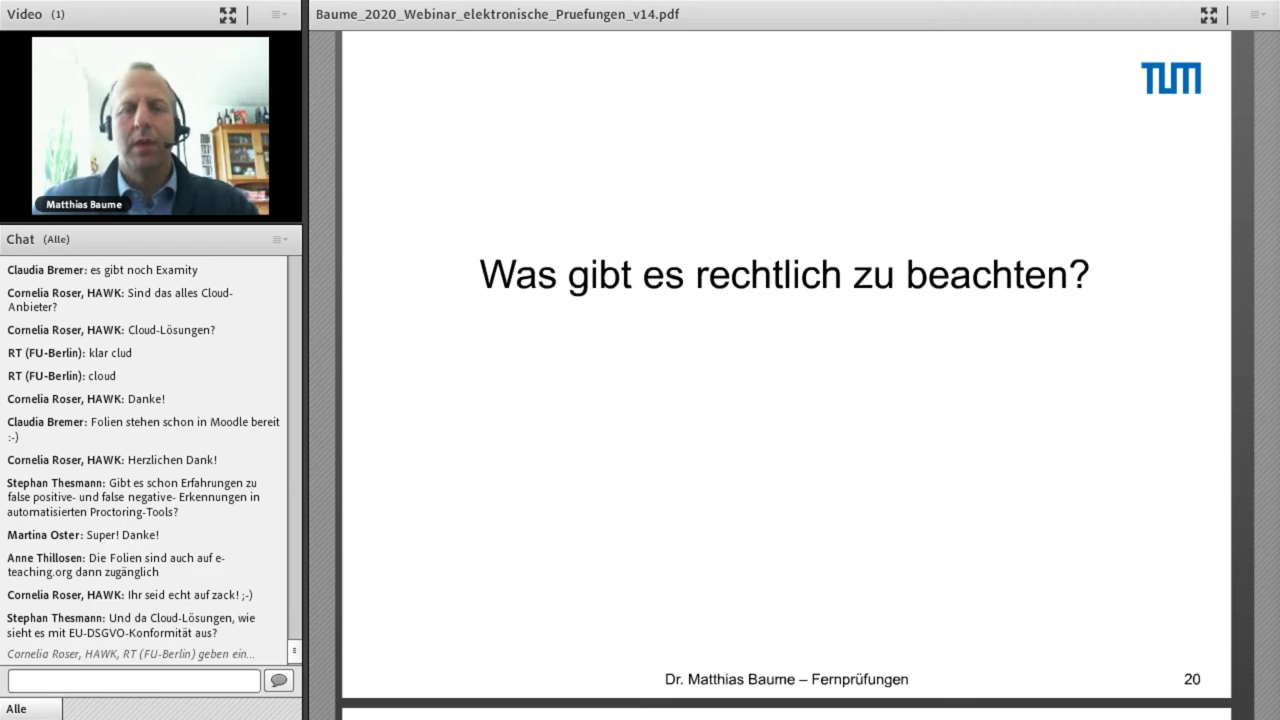 Video (1)
Matthias Baume
Chat (Alle)
Claudia Bremer: es gibt noch Examity
Cornelia Roser, HAWK: Sind das alles Cloud-
Anbieter?
Cornelia Roser, HAWK: Cloud-Lösungen?
RT (FU-Berlin): klar clud
RT (FU-Berlin): cloud
Cornelia Roser, HAWK: Danke!
Claudia Bremer: Folien stehen schon in Moodle bereit
:-)
Cornelia Roser, HAWK: Herzlichen Dank!
Stephan Thesmann: Gibt es schon Erfahrungen zu
false positive- und false negative- Erkennungen in
automatisierten Proctoring-Tools?
Martina Oster: Super! Danke!
Anne Thillosen: Die Folien sind auch auf e-
teaching.org dann zugänglich
Cornelia Roser, HAWK: Ihr seid echt auf zack! ;-)
Stephan Thesmann: Und da Cloud-Lösungen, wie
sieht es mit EU-DSGVO-Konformität aus?
Cornelia Roser, HAWK, RT (FU-Berlin) geben ein...
Alle
Baume_2020_Webinar_elektronische_Pruefungen_v14.pdf
TUM
Was gibt es rechtlich zu beachten?
Dr. Matthias Baume – Fernprüfungen
20